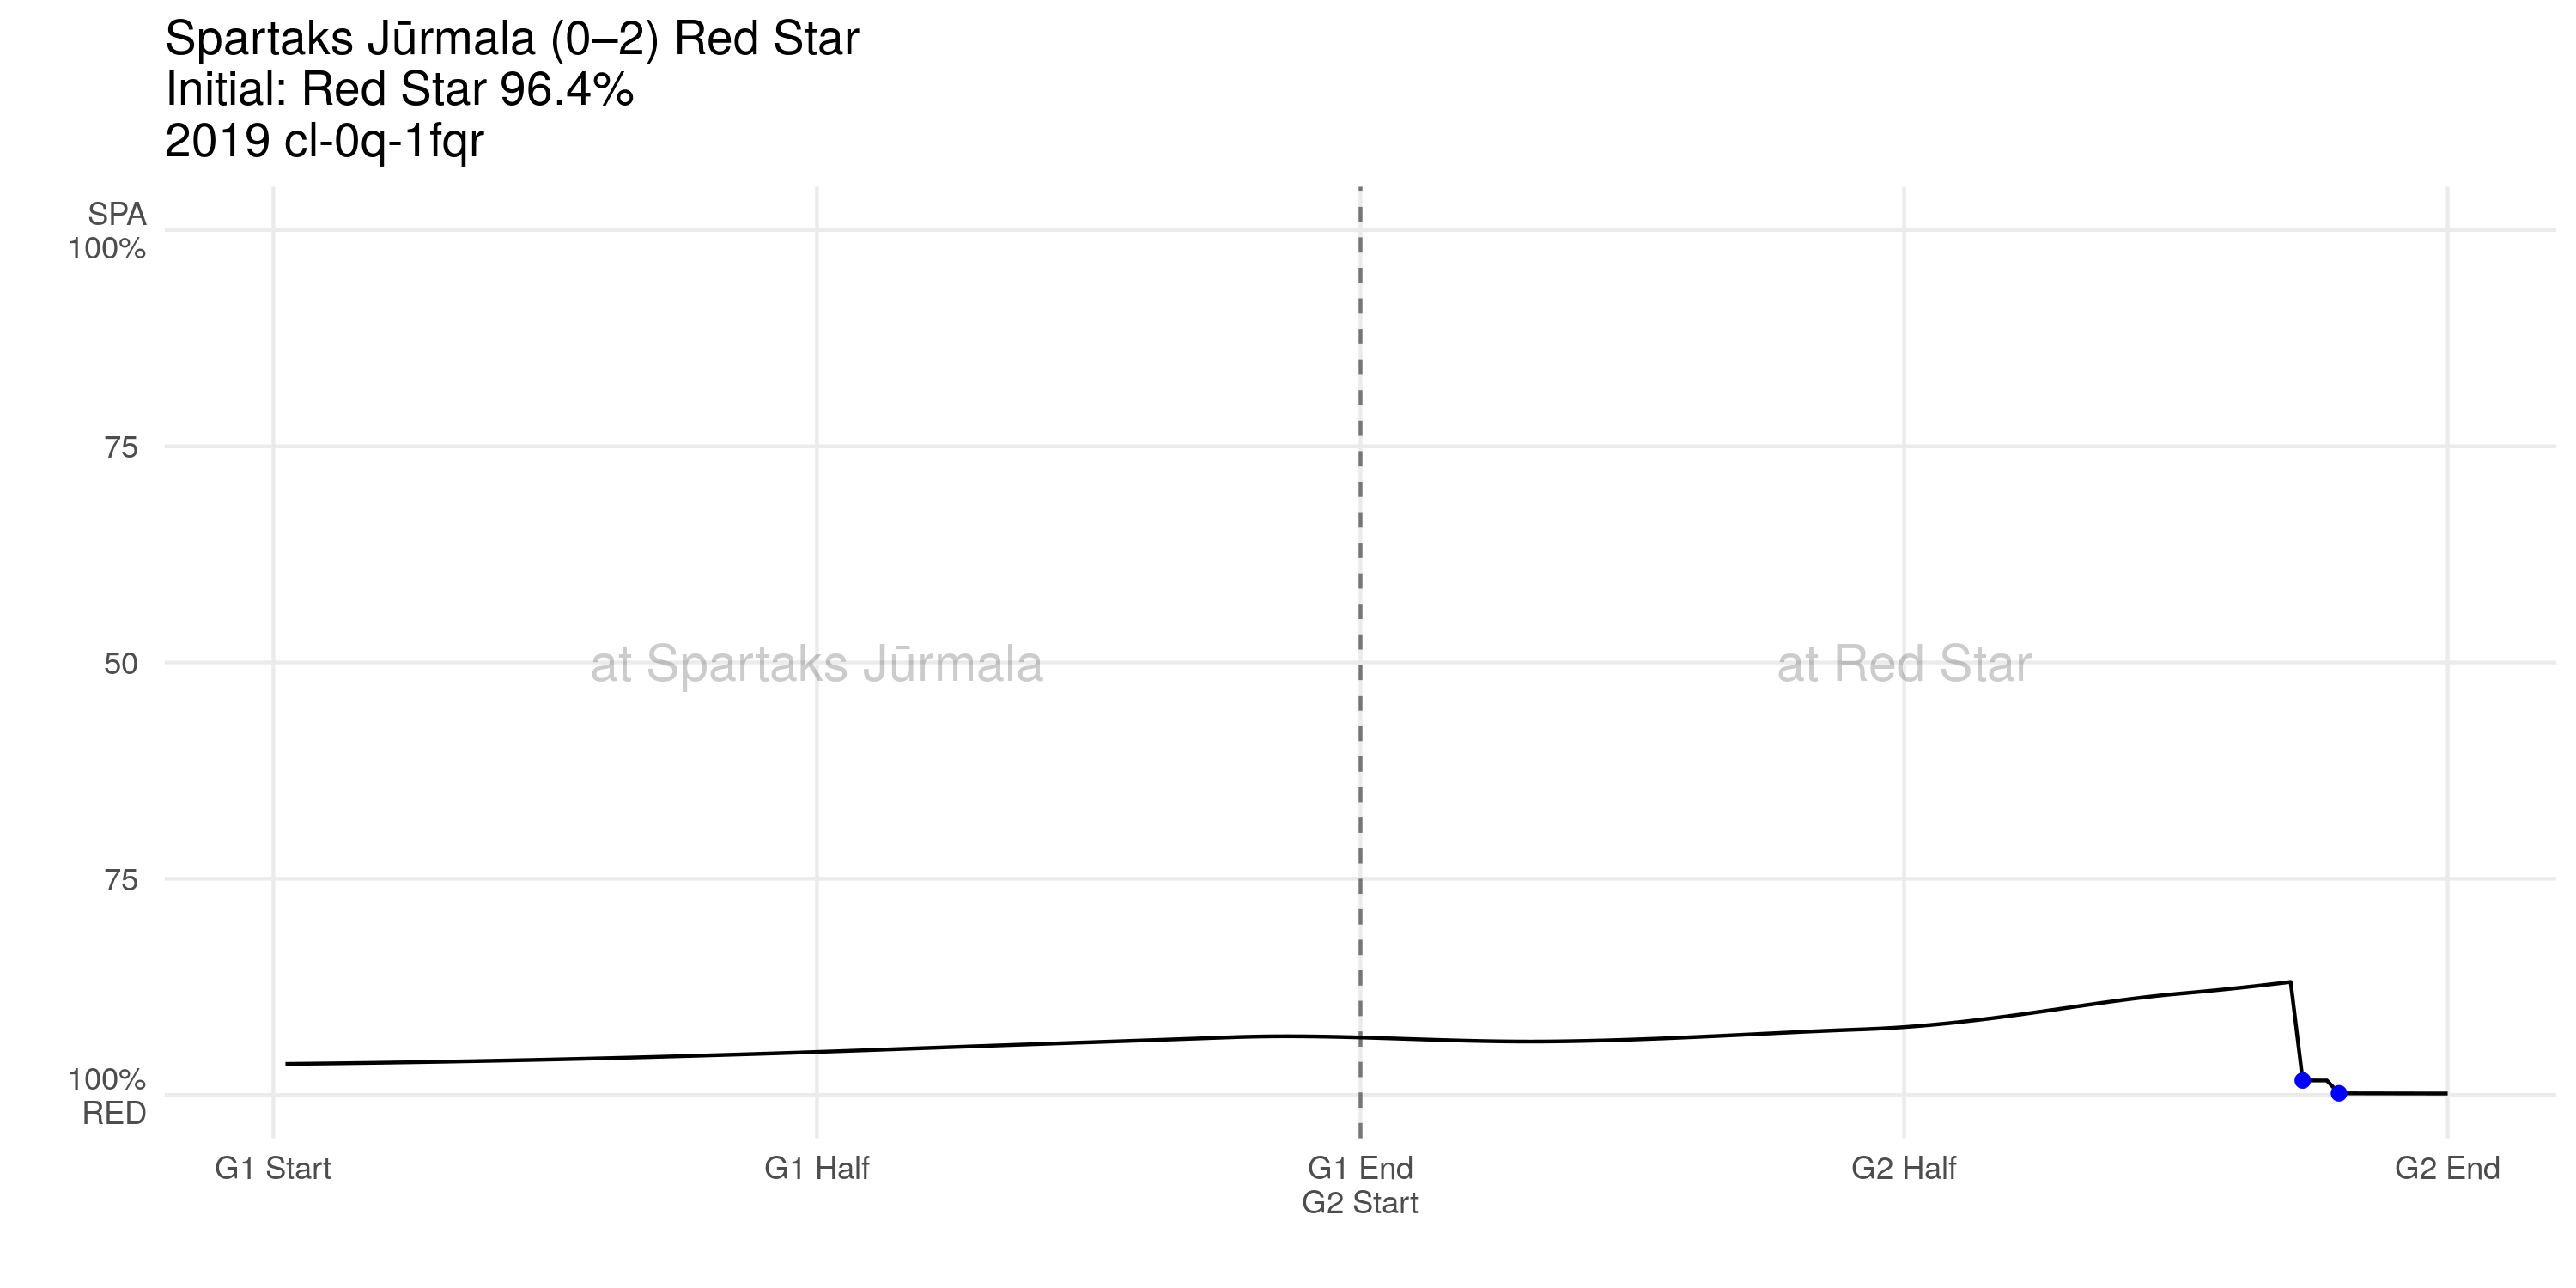 Spartaks Jūrmala (0–2) Red Star
Initial: Red Star 96.4%
2019 cl-0q-1fqr
SPA
100%
75
50
75
100%
RED
at Spartaks Jūrmala
at Red Star
G1 Start
G1 Half
G1 End
G2 Start
G2 Half
G2 End